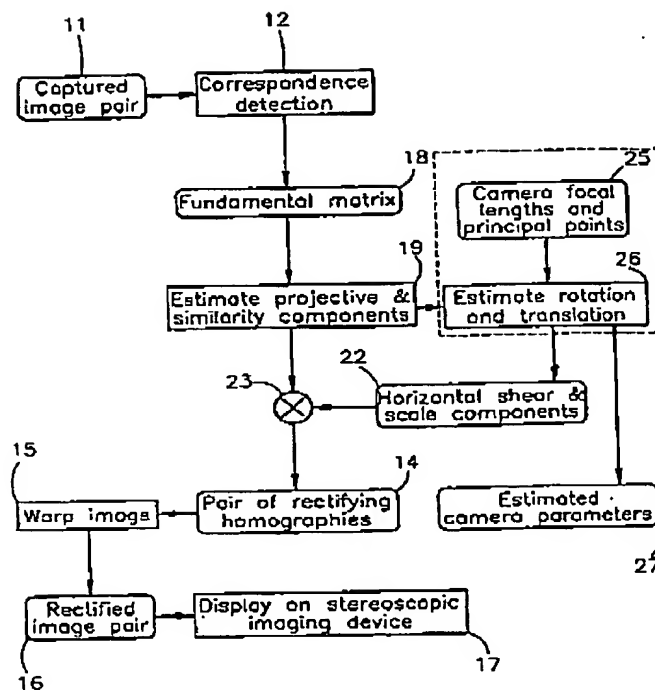 11
12
Captured
image pair
Correspondence
detection
18
25
Fundamental matrix
Camera focal
lengths and
principal points
19
26
Estimate projective &
similarity components
Estimate rotation
and translation
23
22
Horizontal shear &
scale components
15
14
Warp imags
Pair of rectifying
homographies
Estimated
camera parameters
27
Rectified
image pair
Display on stereoscopic
imaging device
16
17